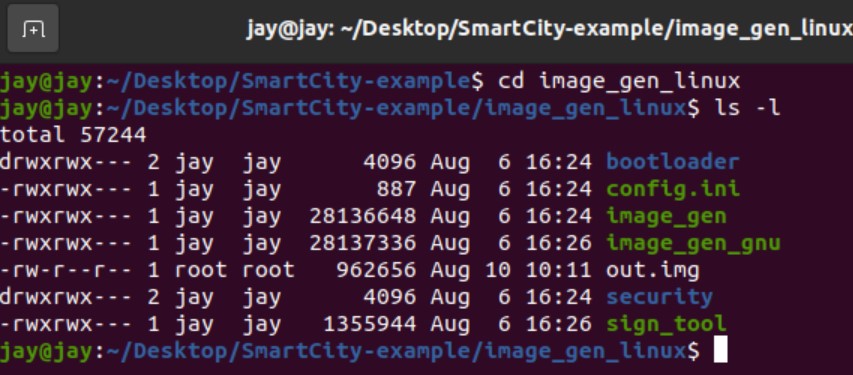 jay@jay: ~/Desktop/SmartCity-example/image_gen_linux
jay@jay:~/Desktop/SmartCity-example$ cd image_gen_linux
jay@jay:~/Desktop/SmartCity-example/image_gen_linux$ ls -l
total 57244
drwxrwx--- 2 jay  jay      4096 Aug  6 16:24 bootloader
-rwxrwx--- 1 jay  jay       887 Aug  6 16:24 config.ini
-rwxrwx--- 1 jay  jay  28136648 Aug  6 16:24 image_gen
-rwxrwx--- 1 jay  jay  28137336 Aug  6 16:26 image_gen_gnu
-rw-r--r-- 1 root root   962656 Aug 10 10:11 out.img
drwxrwx--- 2 jay  jay      4096 Aug  6 16:24 security
-rwxrwx--- 1 jay  jay   1355944 Aug  6 16:26 sign_tool
jay@jay:~/Desktop/SmartCity-example/image_gen_linux$